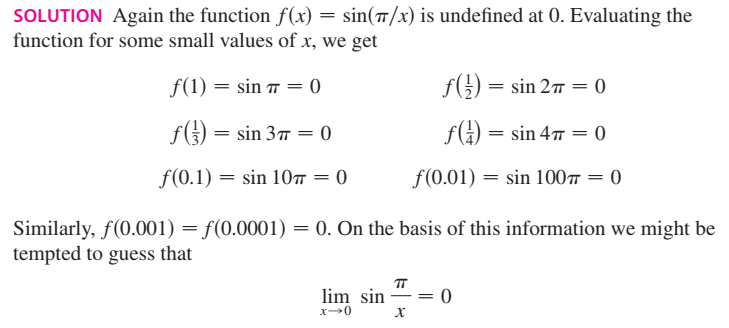 SOLUTION Again the function f(x) = sin(π/x) is undefined at 0. Evaluating the
function for some small values of x, we get
f(1) = sin π = 0    f(1/2) = sin 2π = 0
f(1/3) = sin 3π = 0    f(1/4) = sin 4π = 0
f(0.1) = sin 10π = 0    f(0.01) = sin 100π = 0
Similarly, f(0.001) = f(0.0001) = 0. On the basis of this information we might be
tempted to guess that
lim x→0 sin π/x = 0